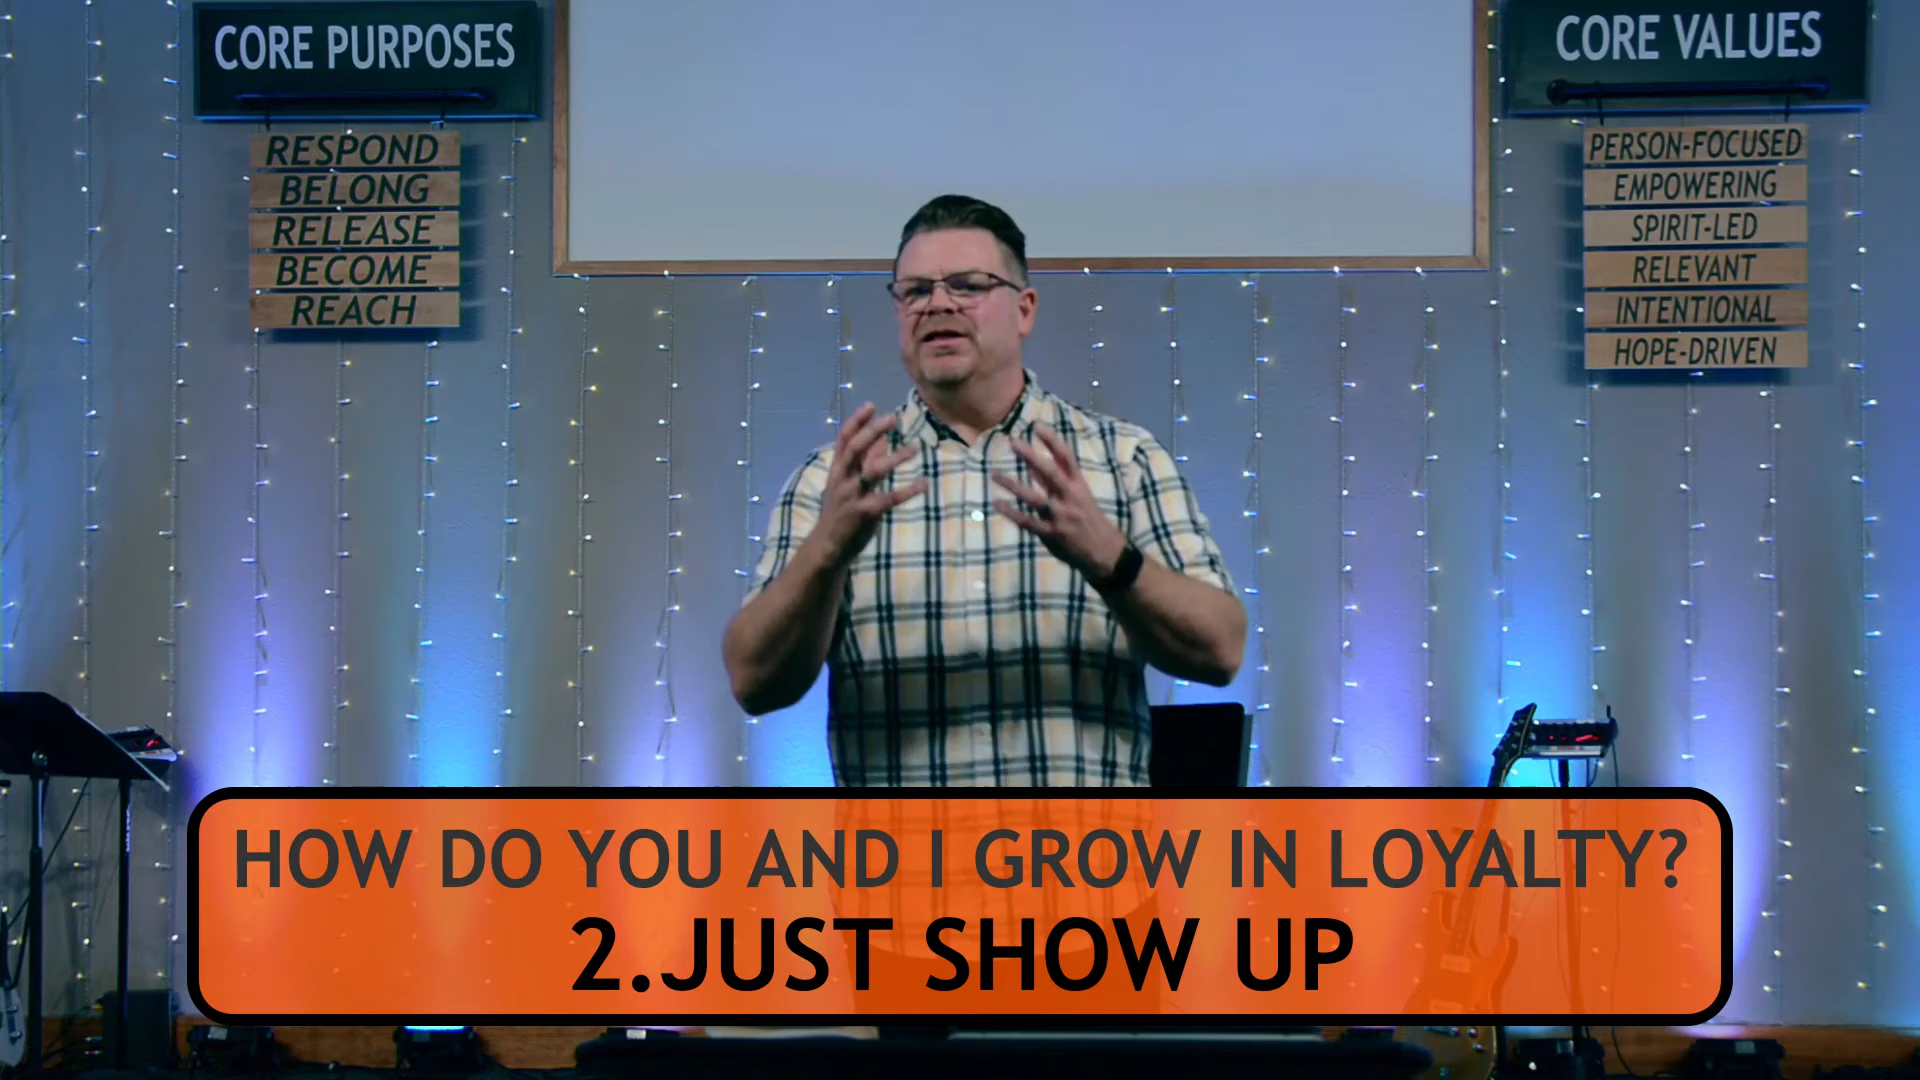 CORE PURPOSES
RESPOND
BELONG
RELEASE
BECOME
REACH
CORE VALUES
PERSON-FOCUSED
EMPOWERING
SPIRIT-LED
RELEVANT
INTENTIONAL
HOPE-DRIVEN
HOW DO YOU AND I GROW IN LOYALTY?
2.JUST SHOW UP